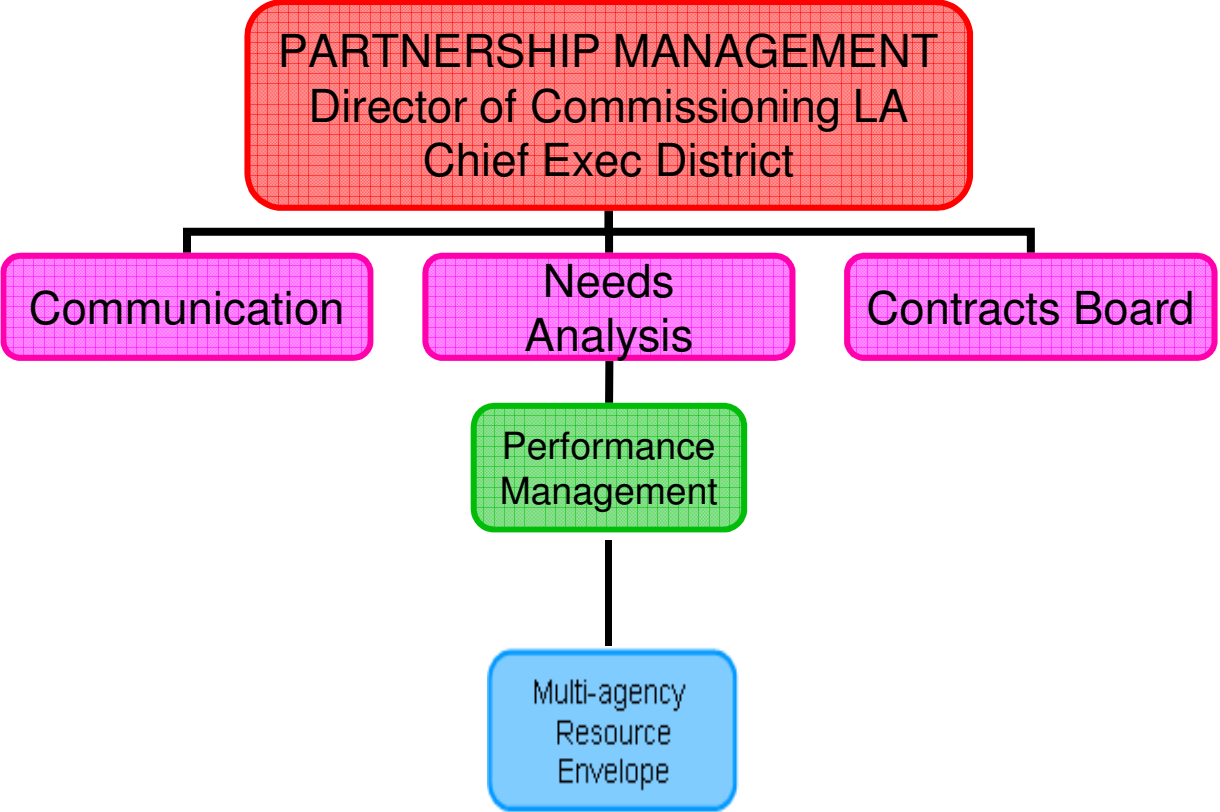 PARTNERSHIP MANAGEMENT
Director of Commissioning LA
Chief Exec District
Communication
Needs
Analysis
Contracts Board
Performance
Management
Multi-agency
Resource
Envelope